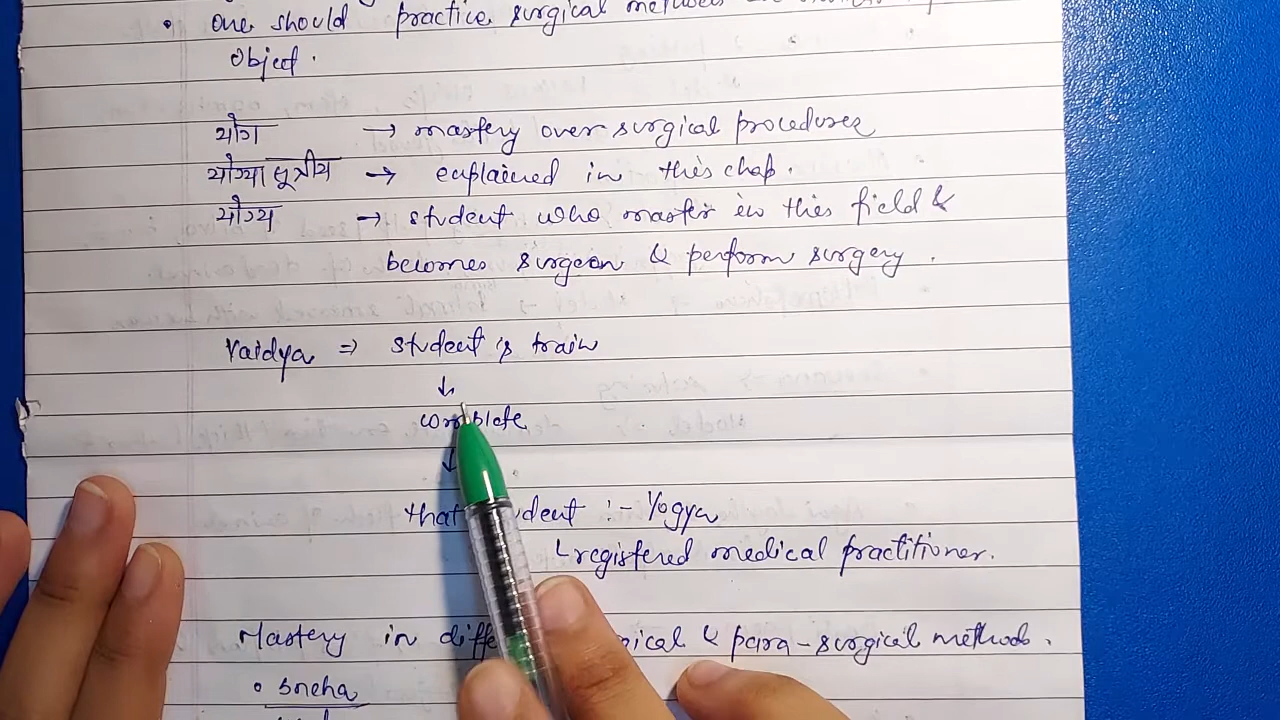 • one should practice surgical methods
object.
योग → mastery over surgical procedures
योग्यासूत्रीय → explained in this chap.
योग्य → student who master in this field &
becomes surgeon & perform surgery.
Vaidya ⇒ student is train
↓
complete
↓
that student :- Yogya
└ registered medical practitioner.
Mastery in surgical & para-surgical methods.
• sneha